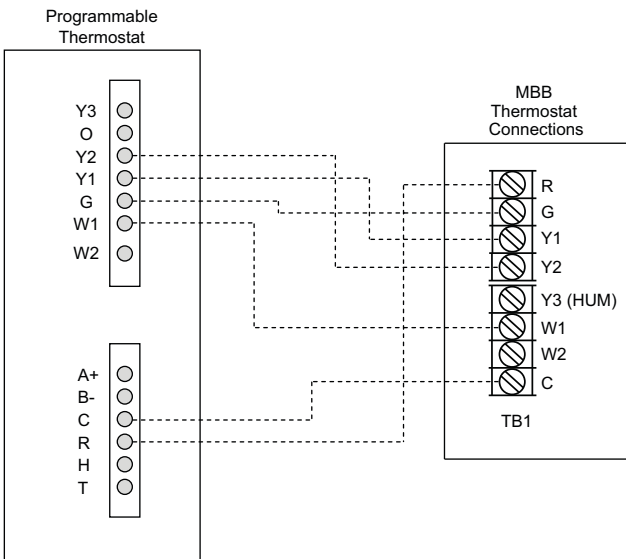 Programmable
Thermostat
Y3
O
Y2
Y1
G
W1
W2
A+
B-
C
R
H
T
MBB
Thermostat
Connections
R
G
Y1
Y2
Y3 (HUM)
W1
W2
C
TB1